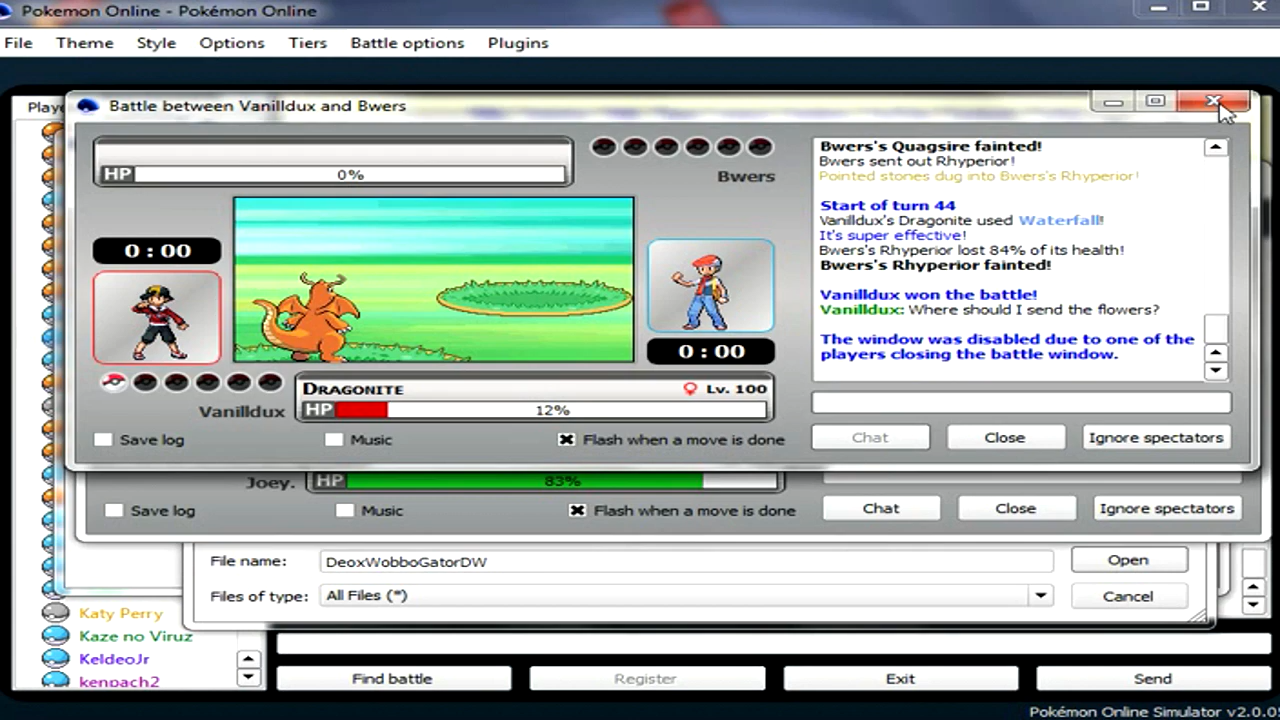 Pokemon Online - Pokémon Online
File Theme Style Options Tiers Battle options Plugins
Battle between Vanilldux and Bwers
HP 0%
Bwers
0:00
0:00
DRAGONITE Lv. 100
HP 12%
Vanilldux
Save log Music Flash when a move is done
Bwers's Quagsire fainted!
Bwers sent out Rhyperior!
Pointed stones dug into Bwers's Rhyperior!
Start of turn 44
Vanilldux's Dragonite used Waterfall!
It's super effective!
Bwers's Rhyperior lost 84% of its health!
Bwers's Rhyperior fainted!
Vanilldux won the battle!
Vanilldux: Where should I send the flowers?
The window was disabled due to one of the
players closing the battle window.
Chat Close Ignore spectators
Joey. HP 83%
Save log Music Flash when a move is done Chat Close Ignore spectators
File name: DeoxWobboGatorDW Open
Files of type: All Files (*) Cancel
Katy Perry
Kaze no Viruz
KeldeoJr
kenpach2
Find battle Register Exit Send
Pokémon Online Simulator